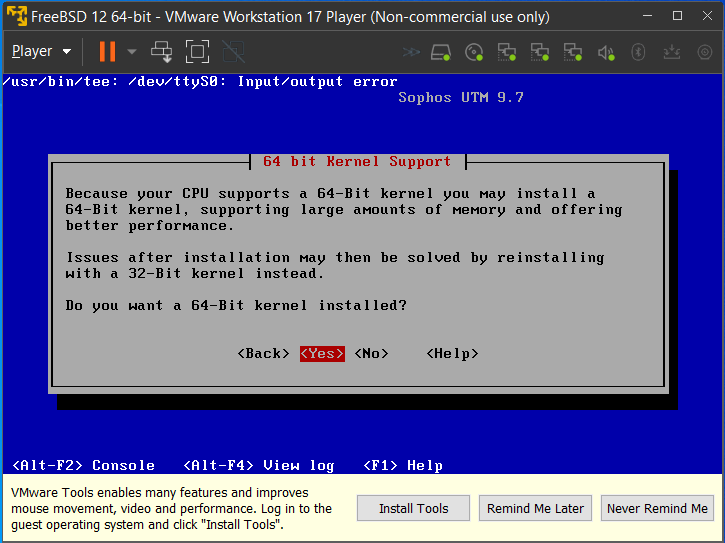 FreeBSD 12 64-bit - VMware Workstation 17 Player (Non-commercial use only)
Player
/usr/bin/tee: /dev/ttyS0: Input/output error
Sophos UTM 9.7
64 bit Kernel Support
Because your CPU supports a 64-Bit kernel you may install a
64-Bit kernel, supporting large amounts of memory and offering
better performance.
Issues after installation may then be solved by reinstalling
with a 32-Bit kernel instead.
Do you want a 64-Bit kernel installed?
<Back> <Yes> <No> <Help>
<Alt-F2> Console <Alt-F4> View log <F1> Help
VMware Tools enables many features and improves
mouse movement, video and performance. Log in to the
guest operating system and click "Install Tools".
Install Tools
Remind Me Later
Never Remind Me